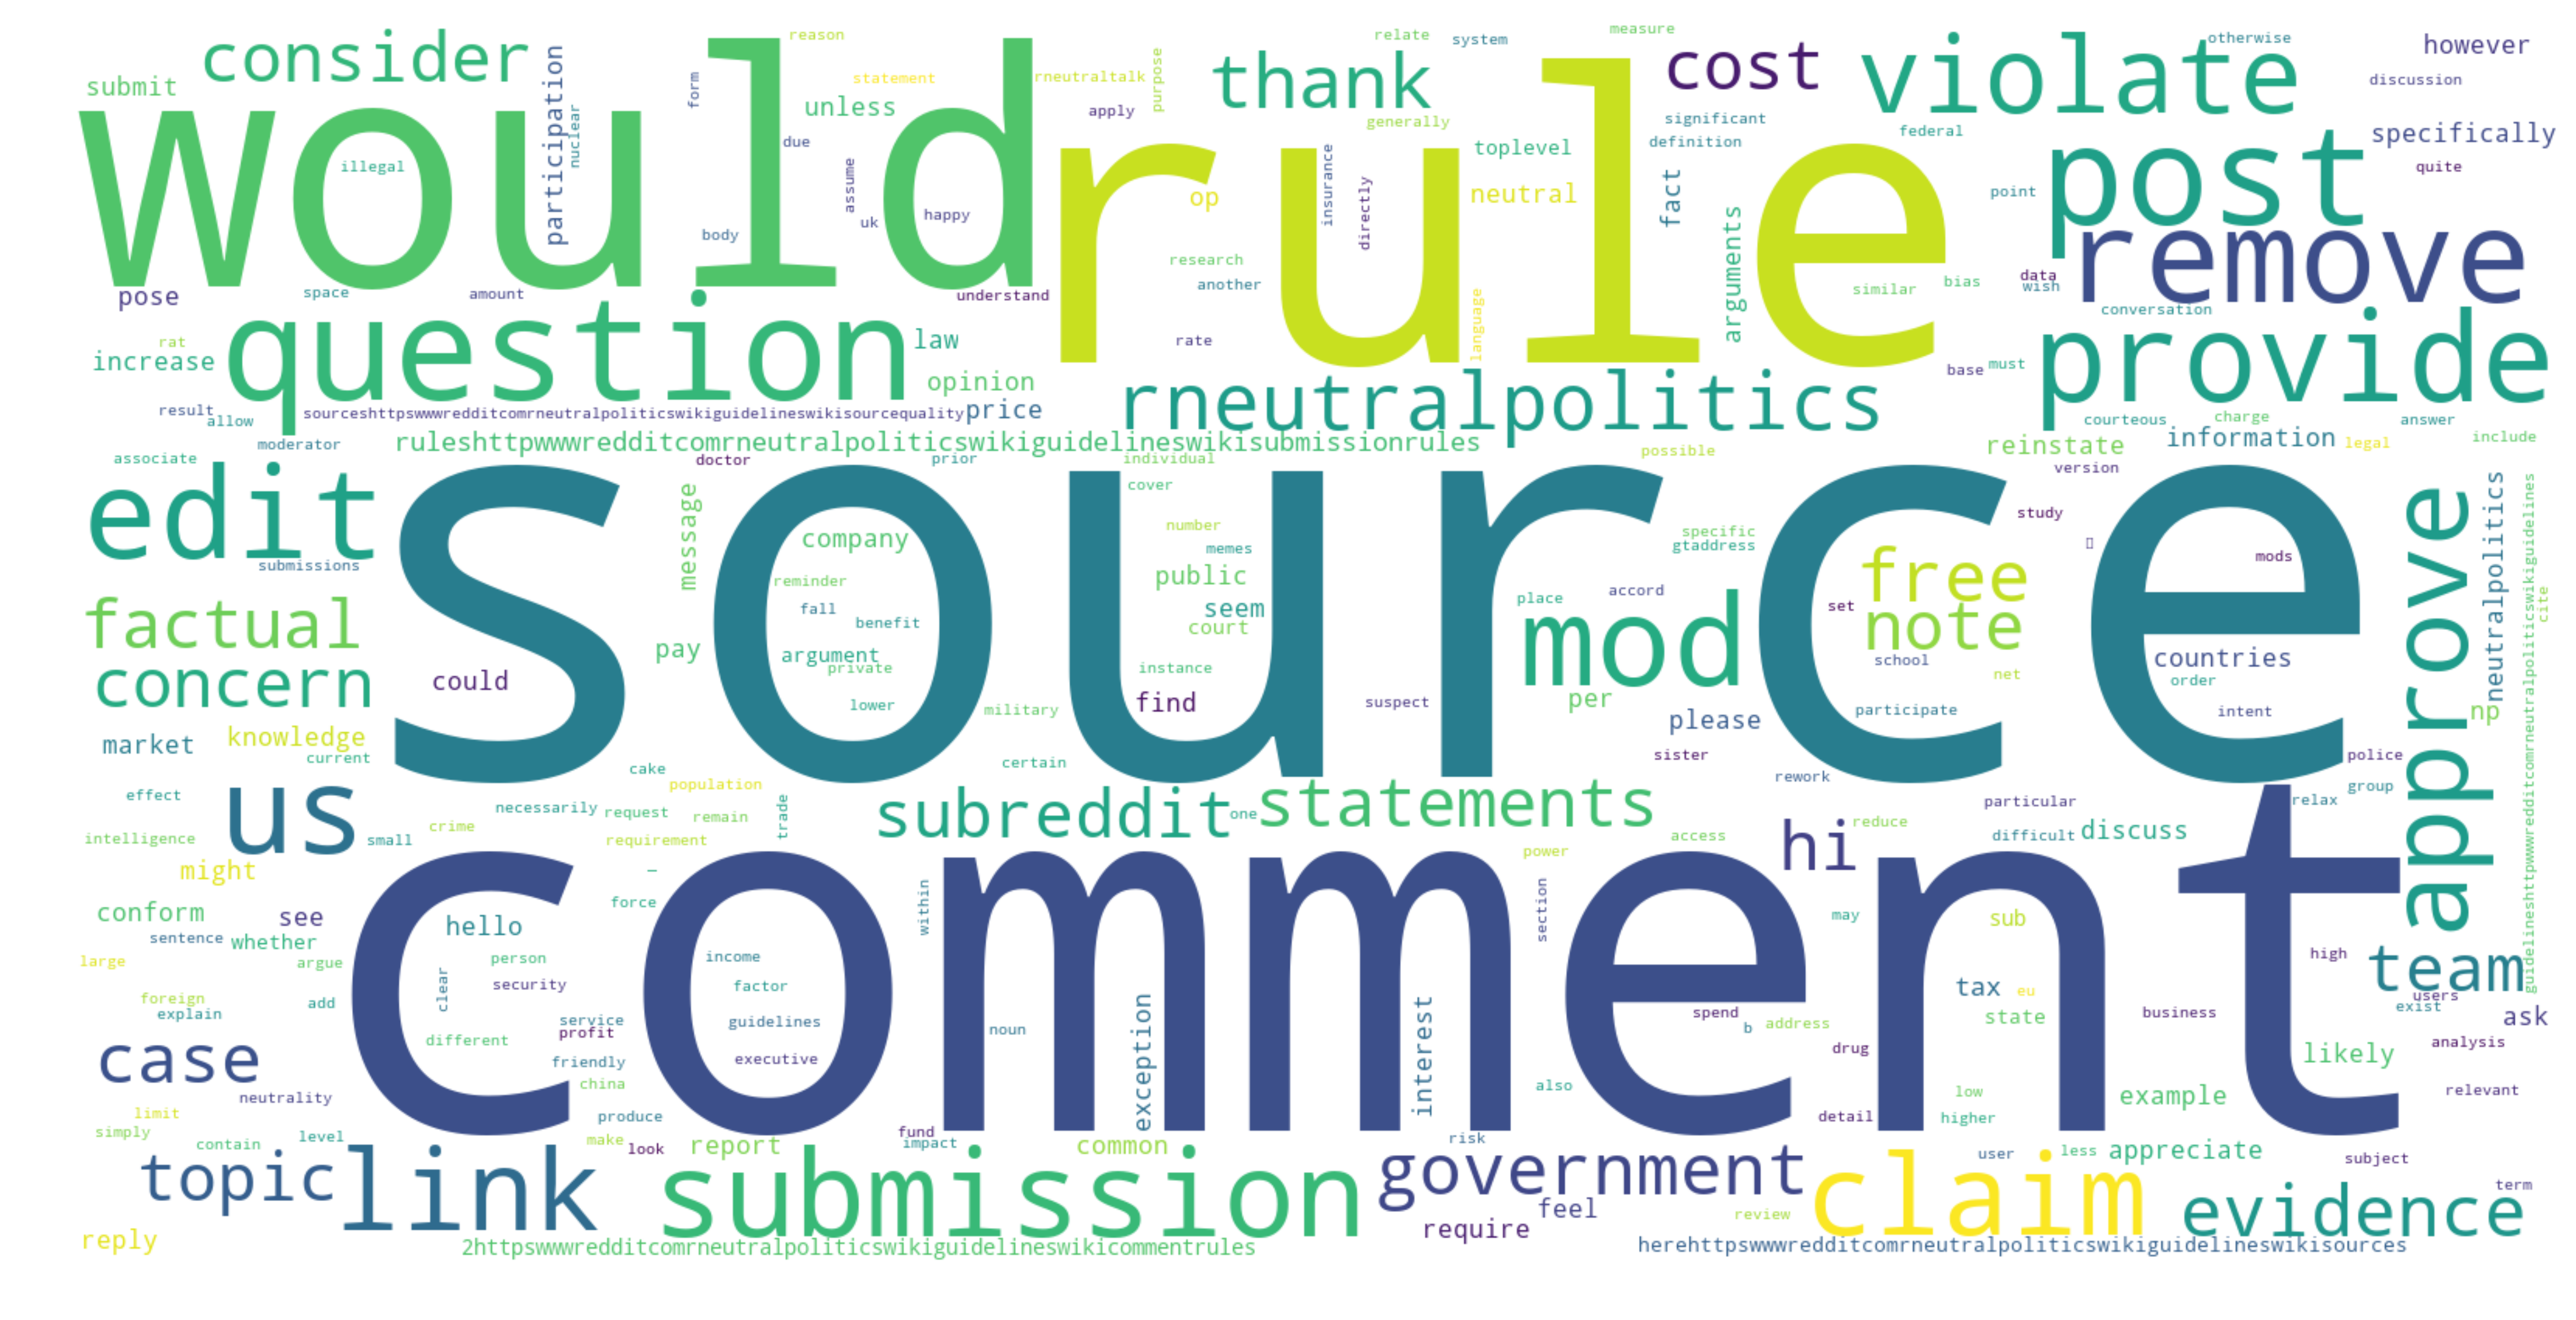 reason
relate
system
measure
otherwise
however
consider
would
rule
thank
cost
violate
submit
participation
nuclear
form
statement
rneutraltalk
purpose
discussion
unless
apply
generally
significant
federal
specifically
post
due
toplevel
definition
illegal
assume
insurance
directly
fact
quite
op
neutral
point
uk
happy
arguments
body
remove
research
another
similar
bias
data
wish
pose
space
amount
understand
language
conversation
question
law
rate
provide
rat
increase
opinion
rneutralpolitics
base
must
result
allow
sourceshttpswwwredditcomrneutralpoliticswikiguidelineswikisourcequality
price
courteous
charge
answer
moderator
ruleshttpwwwredditcomrneutralpoliticswikiguidelineswikisubmissionrules
possible
reinstate
information
legal
include
associate
doctor
prior
individual
version
edit
source
message
cover
study
approve
neutralpolitics
guidelineshttpwwwredditcomrneutralpoliticswikiguidelines
number
specific
company
memes
gtaddress
mods
submissions
reminder
public
free
place
accord
cite
factual
fall
benefit
seem
court
mod
set
note
pay
argument
private
instance
school
countries
concern
could
net
order
lower
military
find
suspect
per
please
participate
intent
np
market
knowledge
current
cake
certain
sister
police
population
rework
group
effect
us
necessarily
request
remain
trade
subreddit
one
statements
particular
relax
intelligence
small
crime
requirement
access
hi
reduce
difficult
discuss
might
comment
power
–
force
within
section
conform
see
hello
may
sub
sentence
whether
large
argue
person
income
high
team
clear
security
factor
tax
eu
foreign
explain
add
users
exist
service
profit
guidelines
noun
exception
interest
spend
b
address
state
business
ask
case
different
friendly
executive
drug
likely
analysis
china
also
neutrality
low
example
relevant
limit
produce
detail
higher
simply
contain
level
make
look
report
fund
impact
common
risk
user
less
appreciate
subject
topic
link
submission
government
claim
evidence
term
feel
require
review
reply
2httpswwwredditcomrneutralpoliticswikiguidelineswikicommentrules
herehttpswwwredditcomrneutralpoliticswikiguidelineswikisources